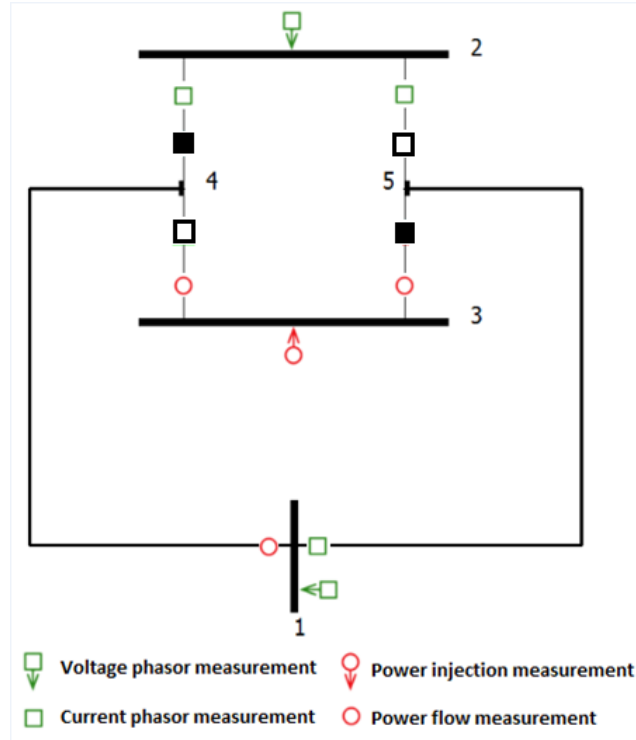 2
4
5
3
1
Voltage phasor measurement
Power injection measurement
Current phasor measurement
Power flow measurement